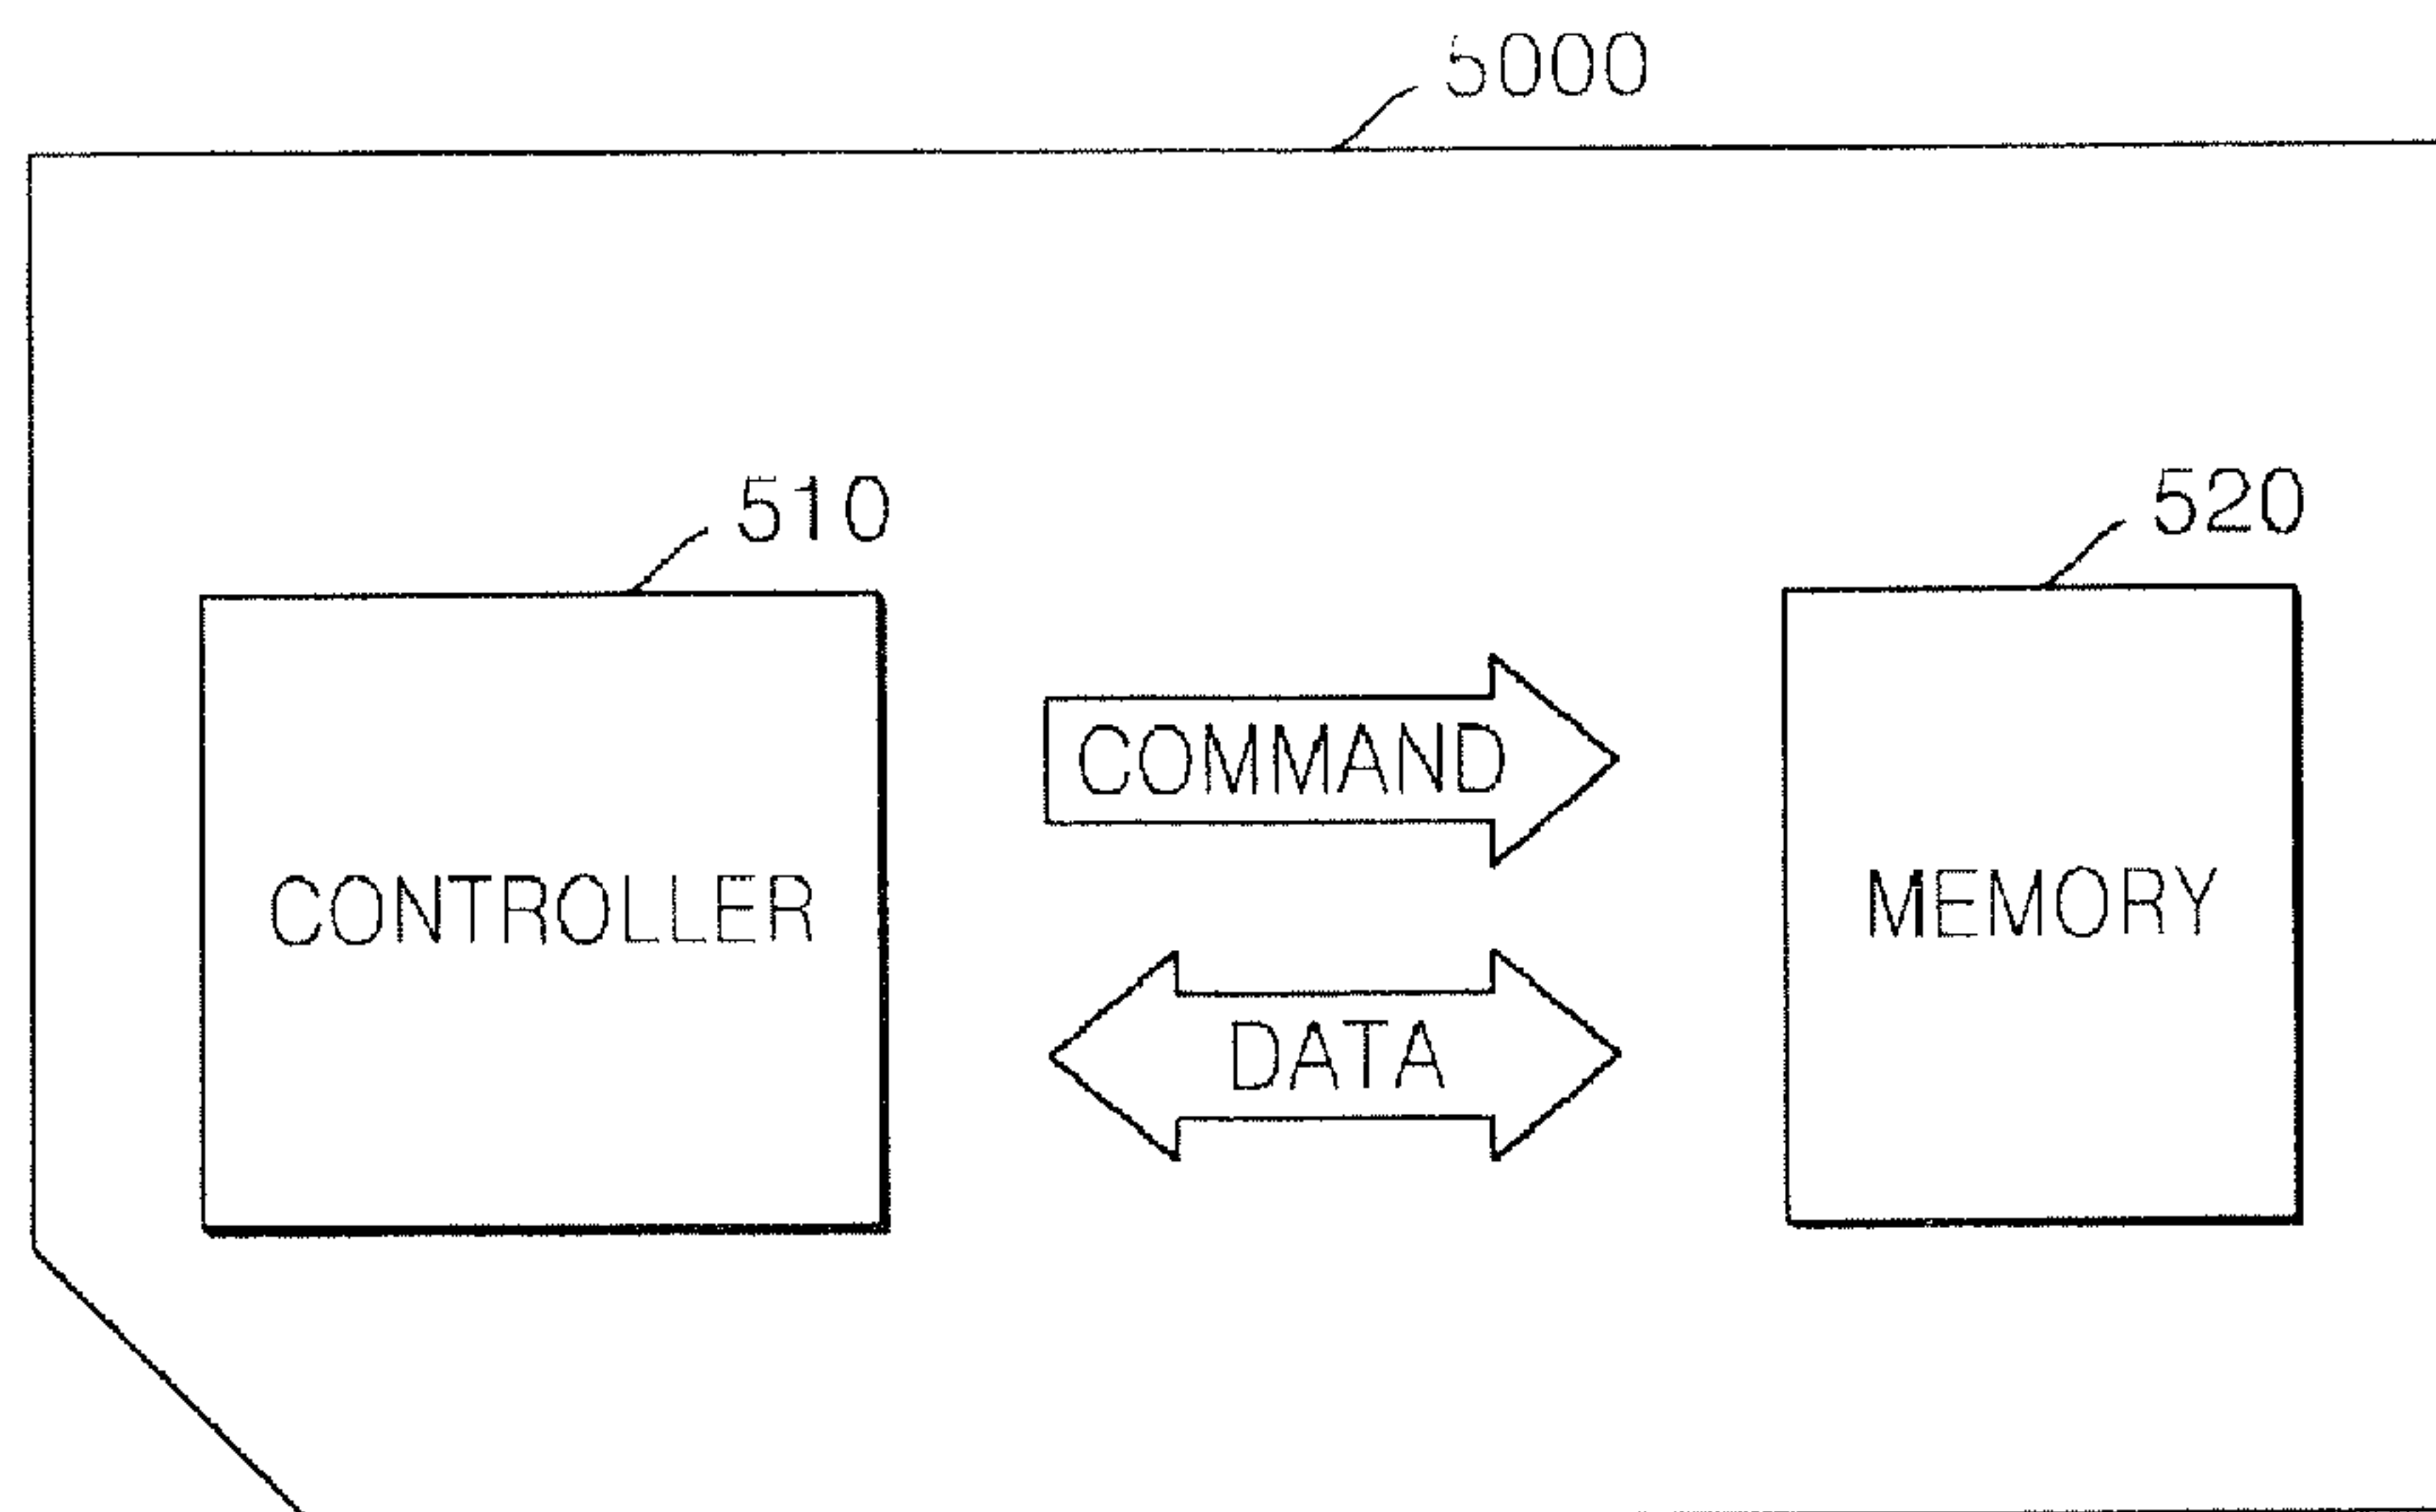 5000
510
520
COMMAND
CONTROLLER
MEMORY
DATA